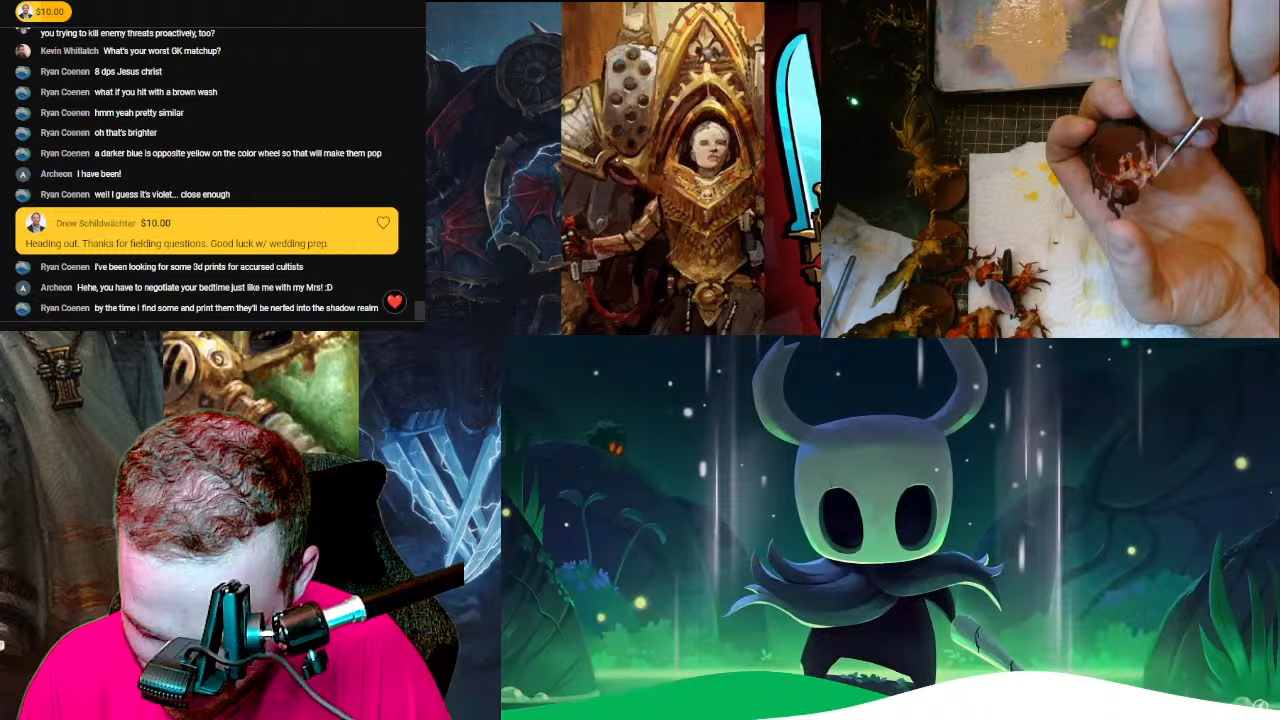 $10.00
you trying to kill enemy threats proactively, too?
Kevin Whitlatch What's your worst GK matchup?
Ryan Coenen 8 dps Jesus christ
Ryan Coenen what if you hit with a brown wash
Ryan Coenen hmm yeah pretty similar
Ryan Coenen oh that's brighter
Ryan Coenen a darker blue is opposite yellow on the color wheel so that will make them pop
A Archeon I have been!
Ryan Coenen well I guess it's violet... close enough
Drew Schildwächter $10.00
Heading out. Thanks for fielding questions. Good luck w/ wedding prep.
Ryan Coenen I've been looking for some 3d prints for accursed cultists
A Archeon Hehe, you have to negotiate your bedtime just like me with my Mrs! :D
Ryan Coenen by the time I find some and print them they'll be nerfed into the shadow realm